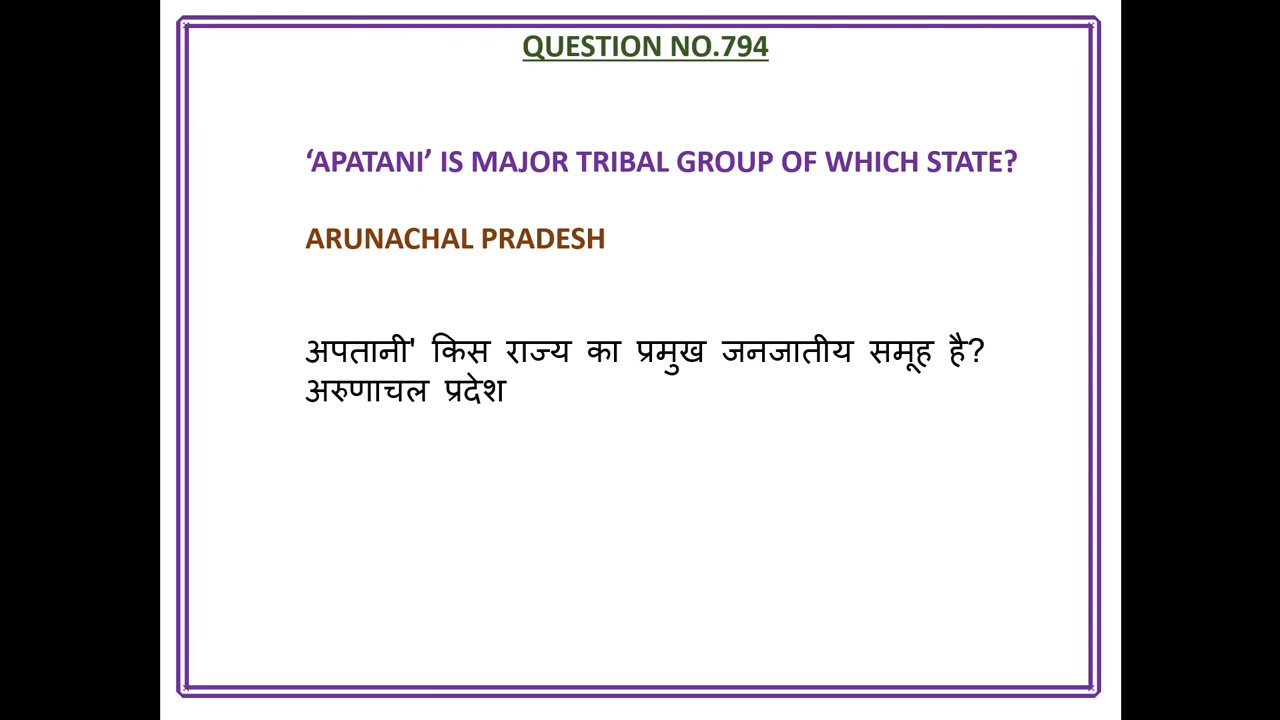 QUESTION NO.794
‘APATANI’ IS MAJOR TRIBAL GROUP OF WHICH STATE?
ARUNACHAL PRADESH
अपतानी' किस राज्य का प्रमुख जनजातीय समूह है?
अरुणाचल प्रदेश